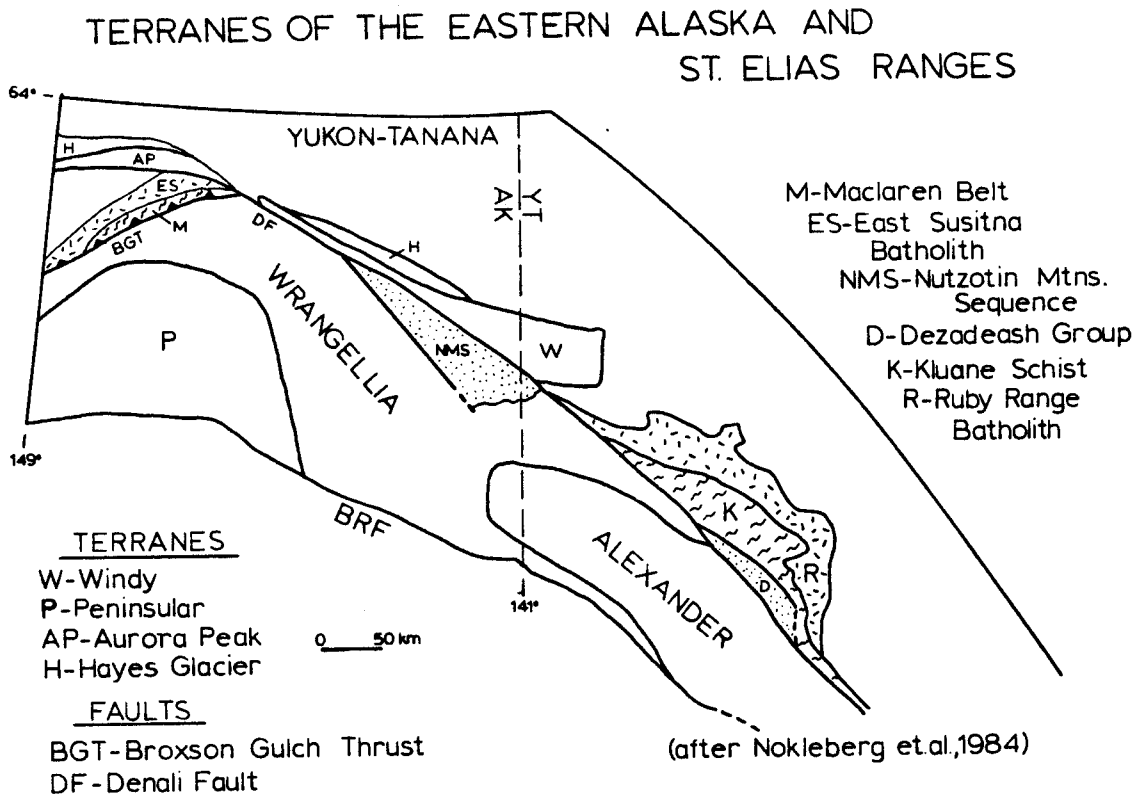 TERRANES OF THE EASTERN ALASKA AND
ST. ELIAS RANGES
64°
YUKON-TANANA
H
AP
ES
M
BGT
DF
H
AK
YT
M-Maclaren Belt
ES-East Susitna
Batholith
NMS-Nutzotin Mtns.
Sequence
D-Dezadeash Group
K-Kluane Schist
R-Ruby Range
Batholith
WRANGELLIA
P
NMS
W
149°
K
R
D
BRF
ALEXANDER
141°
TERRANES
W-Windy
P-Peninsular
AP-Aurora Peak
H-Hayes Glacier
0 50 km
FAULTS
BGT-Broxson Gulch Thrust
DF-Denali Fault
(after Nokleberg et.al.,1984)